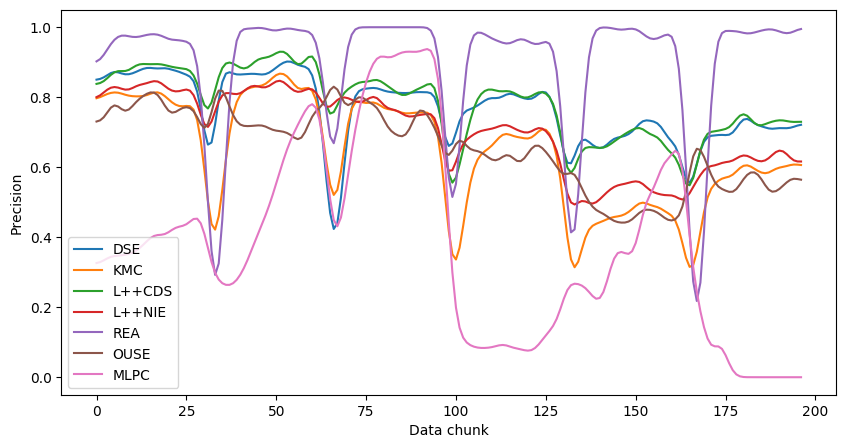 1.0
0.8
0.6
0.4
0.2
0.0
Precision
DSE
KMC
L++CDS
L++NIE
REA
OUSE
MLPC
0 25 50 75 100 125 150 175 200
Data chunk